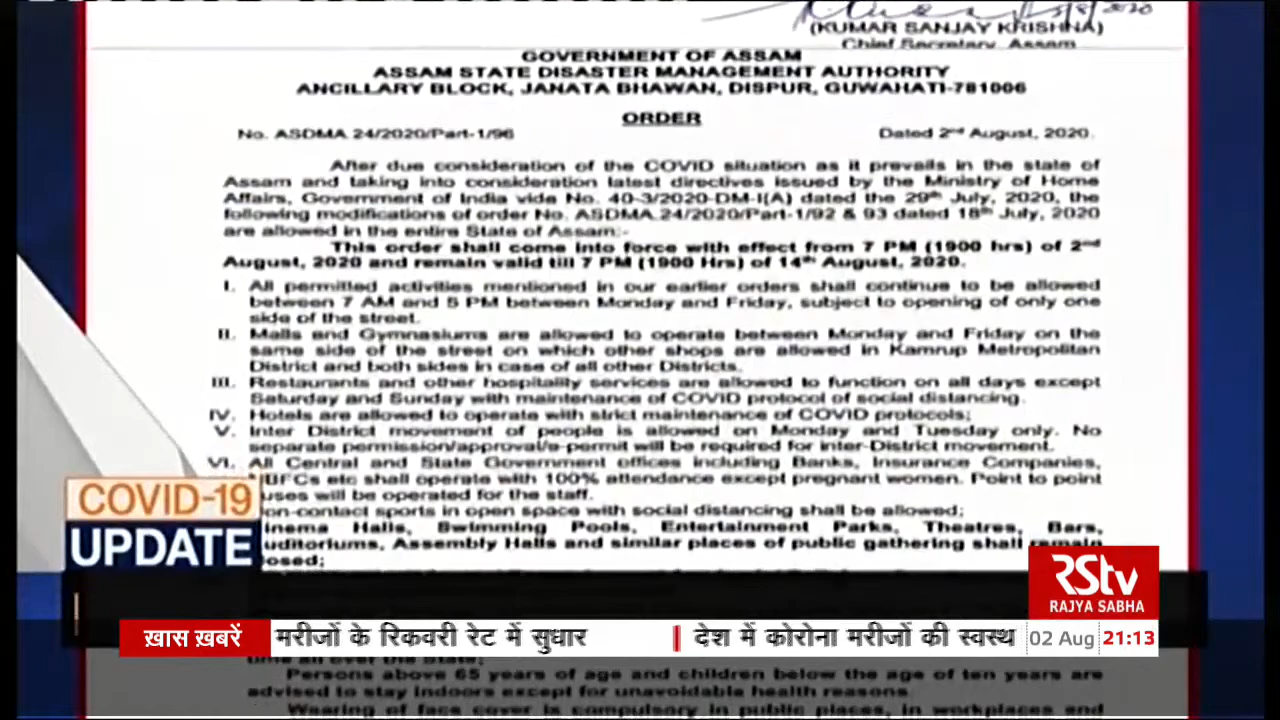 (KUMAR SANJAY KRISHNA)
Chief Secretary, Assam
GOVERNMENT OF ASSAM
ASSAM STATE DISASTER MANAGEMENT AUTHORITY
ANCILLARY BLOCK, JANATA BHAWAN, DISPUR, GUWAHATI-781006
ORDER
No. ASDMA 24/2020/Part-1/96 Dated 2nd August, 2020.
After due consideration of the COVID situation as it prevails in the state of
Assam and taking into consideration latest directives issued by the Ministry of Home
Affairs, Government of India vide No. 40-3/2020-DM-I(A) dated the 29th July, 2020, the
following modifications of order No. ASDMA 24/2020/Part-1/92 & 93 dated 18th July, 2020
are allowed in the entire State of Assam:-
This order shall come into force with effect from 7 PM (1900 hrs) of 2nd
August, 2020 and remain valid till 7 PM (1900 Hrs) of 14th August, 2020.
I. All permitted activities mentioned in our earlier orders shall continue to be allowed
between 7 AM and 5 PM between Monday and Friday, subject to opening of only one
side of the street.
II. Malls and Gymnasiums are allowed to operate between Monday and Friday on the
same side of the street on which other shops are allowed in Kamrup Metropolitan
District and both sides in case of all other Districts.
III. Restaurants and other hospitality services are allowed to function on all days except
Saturday and Sunday with maintenance of COVID protocol of social distancing.
IV. Hotels are allowed to operate with strict maintenance of COVID protocols;
V. Inter District movement of people is allowed on Monday and Tuesday only. No
separate permission/approval/e-permit will be required for inter-District movement.
VI. All Central and State Government offices including Banks, Insurance Companies,
BFCs etc shall operate with 100% attendance except pregnant women. Point to point
uses will be operated for the staff.
on-contact sports in open space with social distancing shall be allowed;
inema Halls, Swimming Pools, Entertainment Parks, Theatres, Bars,
uditoriums, Assembly Halls and similar places of public gathering shall remain
osed;
COVID-19
UPDATE
RStv
RAJYA SABHA
ख़ास ख़बरें मरीजों के रिकवरी रेट में सुधार | देश में कोरोना मरीजों की स्वस्थ 02 Aug 21:13
time all over the State;
Persons above 65 years of age and children below the age of ten years are
advised to stay indoors except for unavoidable health reasons.
Wearing of face cover is compulsory in public places, in workplaces and